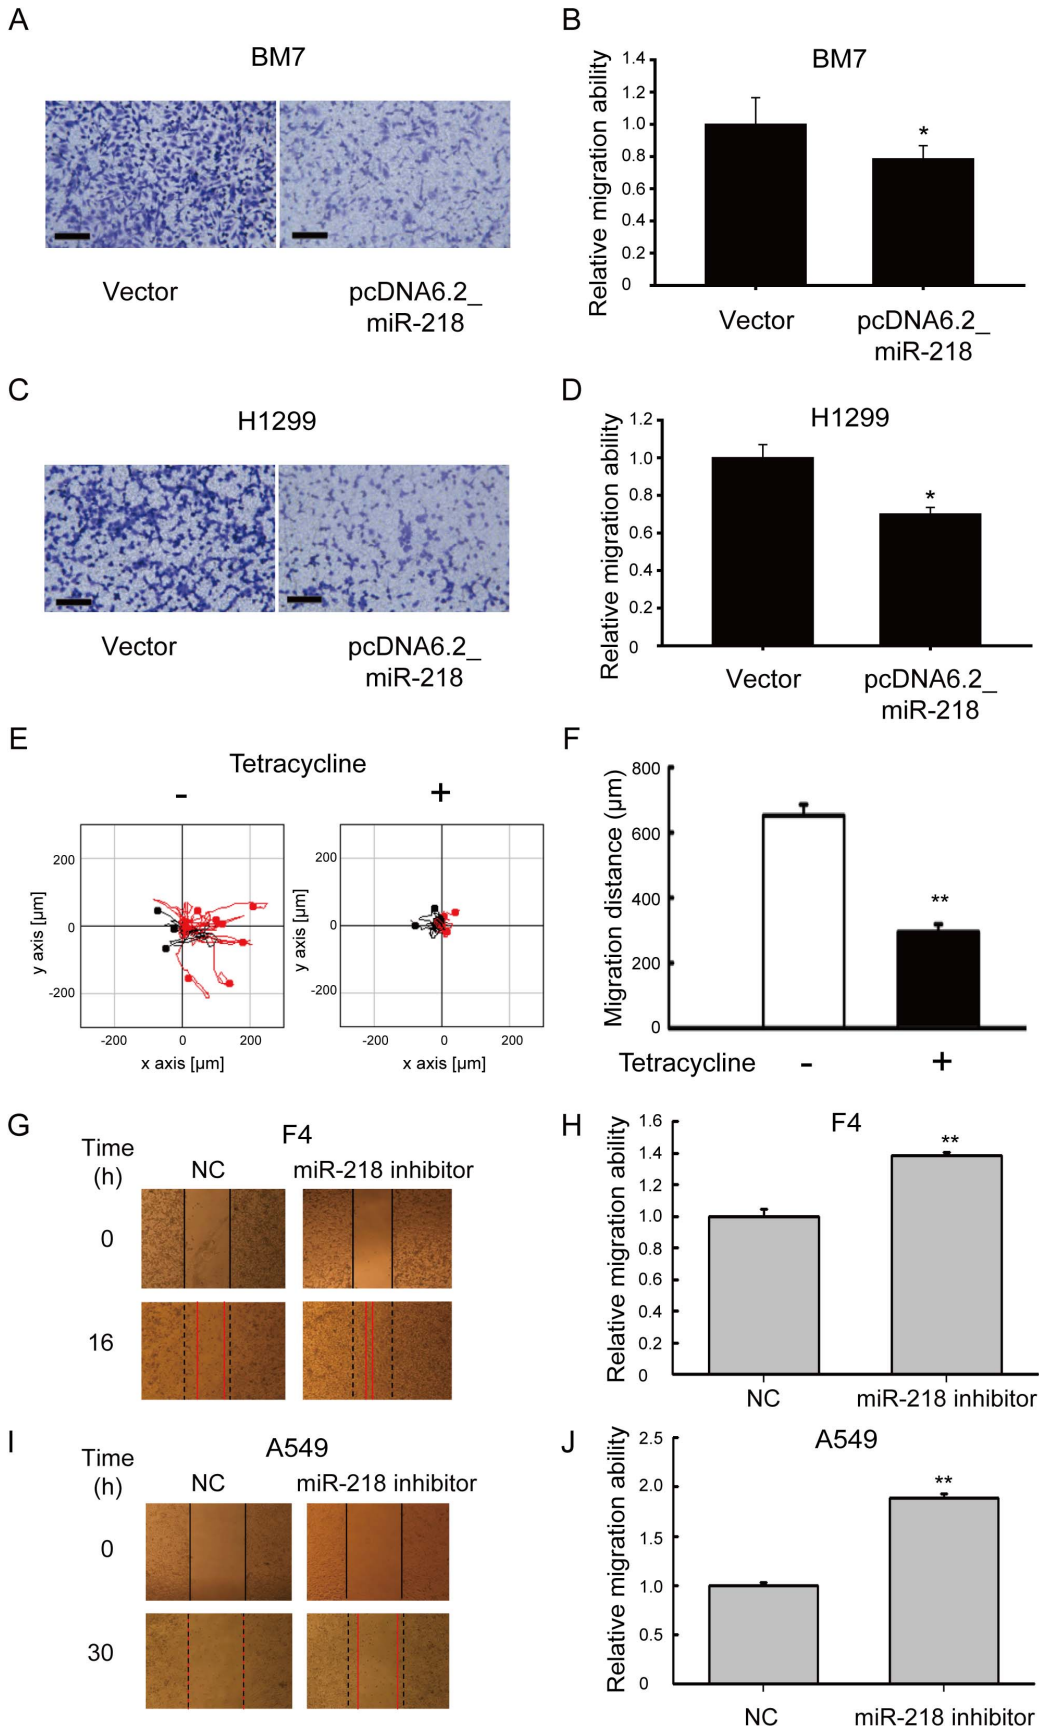 A
BM7
Vector
pcDNA6.2_
miR-218
B
BM7
Relative migration ability
1.4
1.2
1.0
0.8
0.6
0.4
0.2
0
*
Vector
pcDNA6.2_
miR-218
C
H1299
Vector
pcDNA6.2_
miR-218
D
H1299
Relative migration ability
1.2
1.0
0.8
0.6
0.4
0.2
0
*
Vector
pcDNA6.2_
miR-218
E
Tetracycline
- +
y axis [µm]
200
0
-200
-200 0 200
x axis [µm]
y axis [µm]
200
0
-200
-200 0 200
x axis [µm]
F
Migration distance (µm)
800
600
400
200
0
**
Tetracycline - +
G
Time
(h)
F4
NC miR-218 inhibitor
0
16
H
F4
Relative migration ability
1.6
1.4
1.2
1.0
0.8
0.6
0.4
0.2
0
**
NC miR-218 inhibitor
I
Time
(h)
A549
NC miR-218 inhibitor
0
30
J
A549
Relative migration ability
2.5
2.0
1.5
1.0
0.5
0
**
NC miR-218 inhibitor